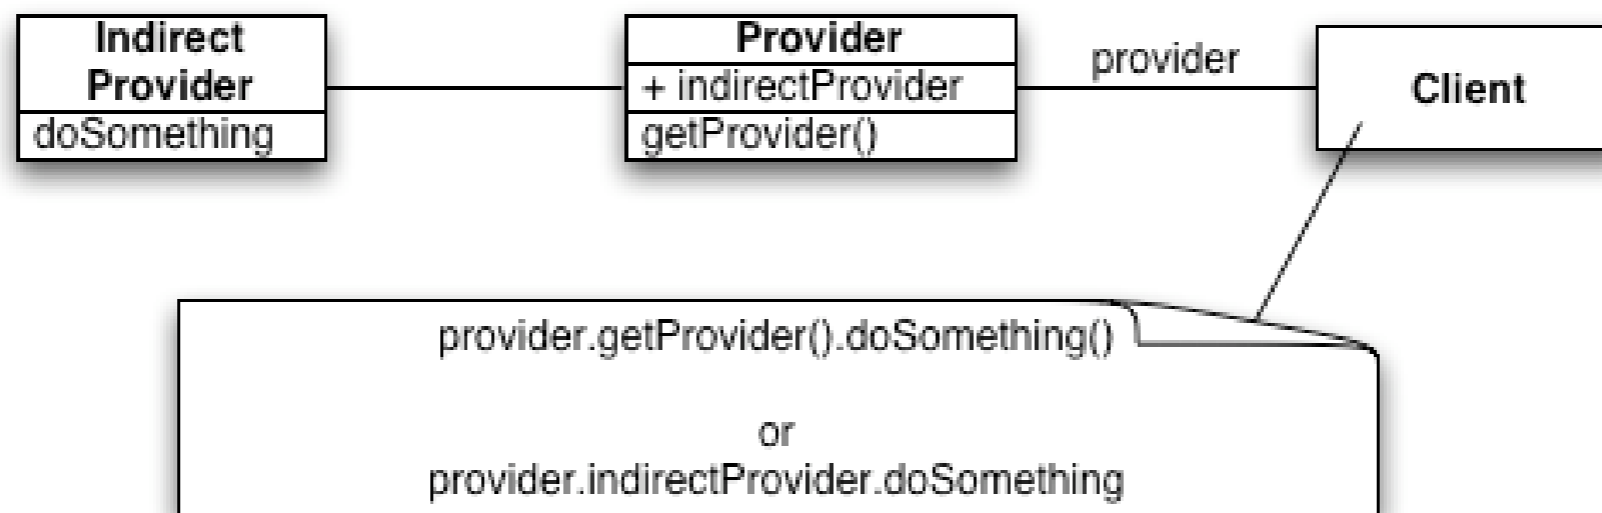 Indirect
Provider
doSomething
Provider
+ indirectProvider
getProvider()
provider
Client
provider.getProvider().doSomething()
or
provider.indirectProvider.doSomething